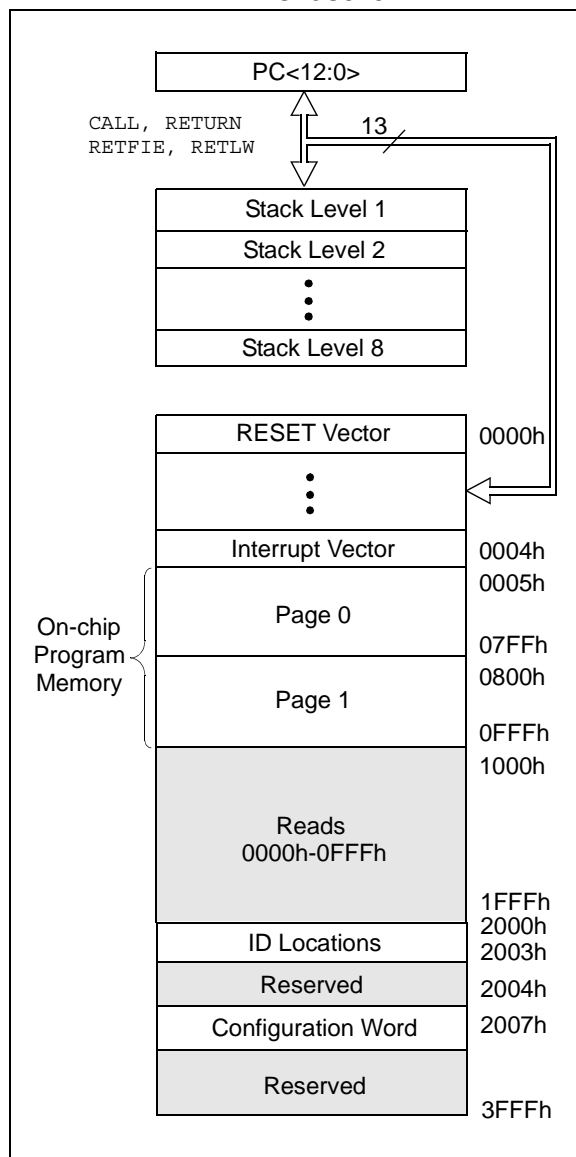 PC<12:0>
CALL, RETURN
RETFIE, RETLW
13
Stack Level 1
Stack Level 2
Stack Level 8
RESET Vector
0000h
Interrupt Vector
0004h
0005h
On-chip
Program
Memory
Page 0
07FFh
0800h
Page 1
0FFFh
1000h
Reads
0000h-0FFFh
1FFFh
2000h
ID Locations
2003h
Reserved
2004h
Configuration Word
2007h
Reserved
3FFFh